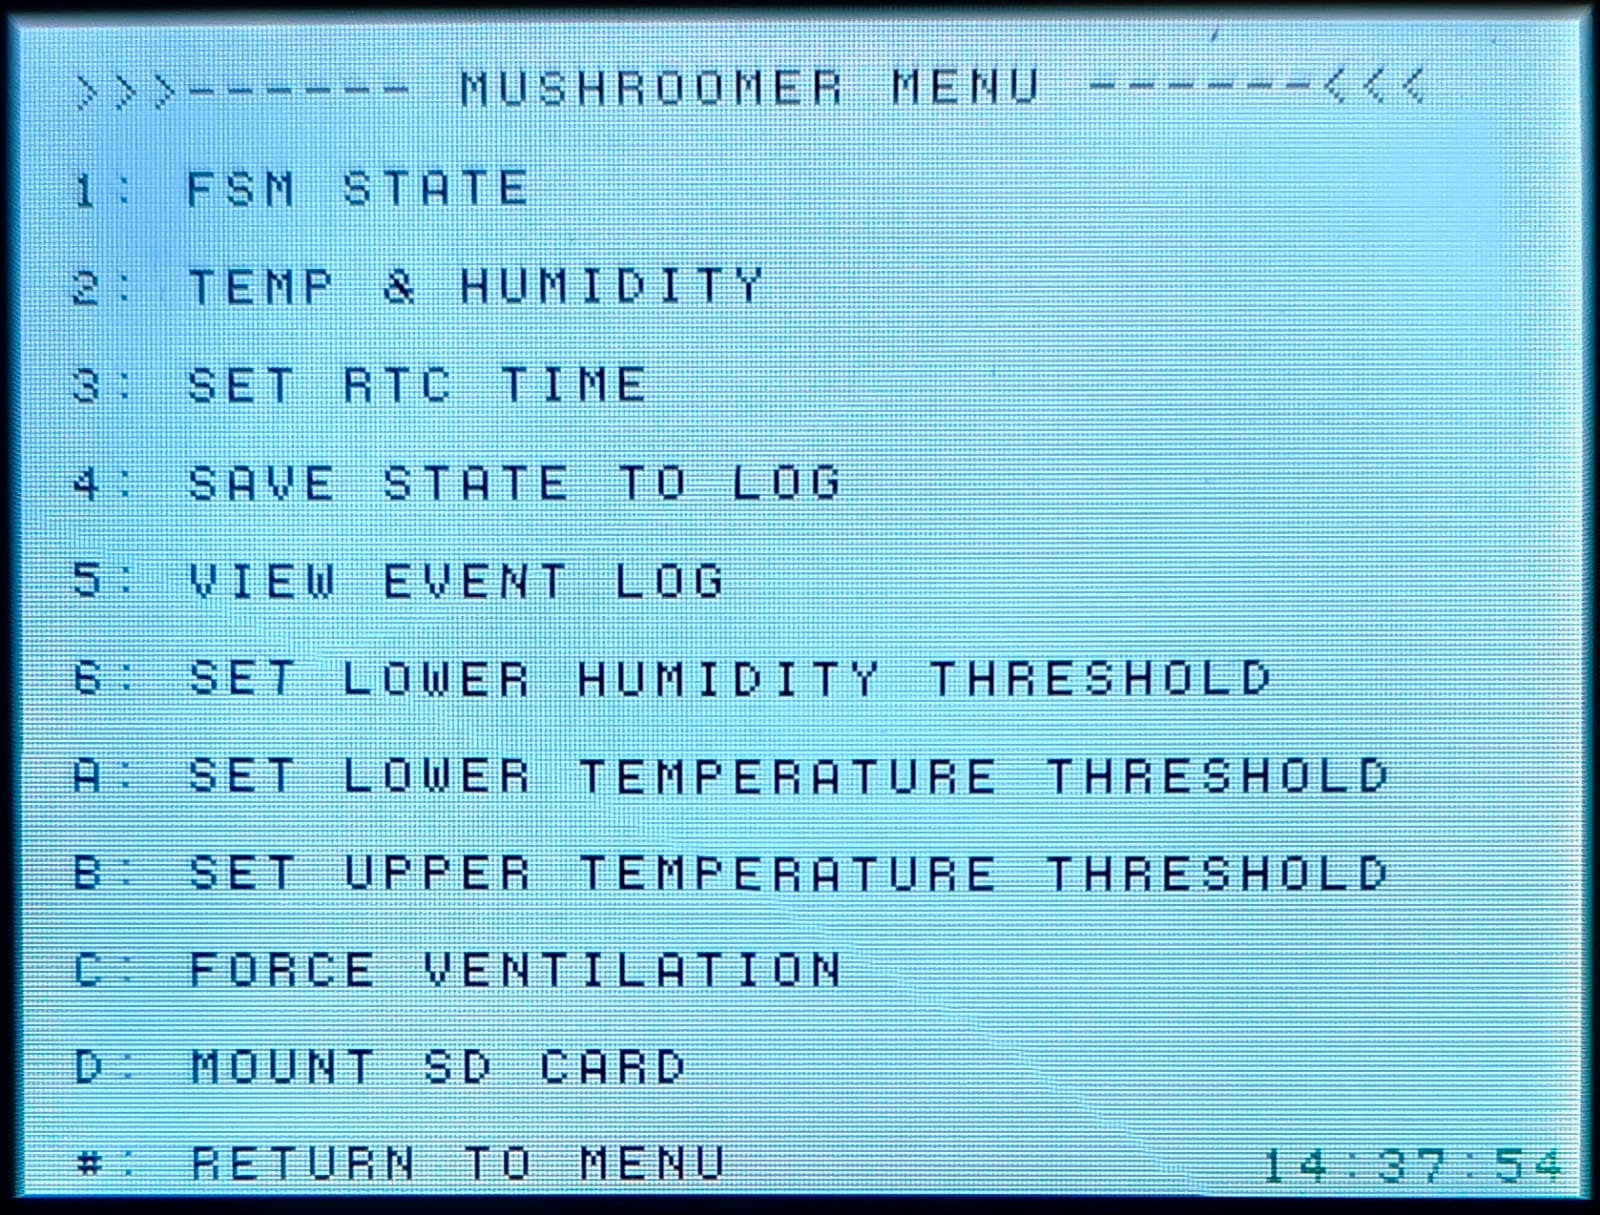 >>>------ MUSHROOMER MENU ------<<<
1: FSM STATE
2: TEMP & HUMIDITY
3: SET RTC TIME
4: SAVE STATE TO LOG
5: VIEW EVENT LOG
6: SET LOWER HUMIDITY THRESHOLD
A: SET LOWER TEMPERATURE THRESHOLD
B: SET UPPER TEMPERATURE THRESHOLD
C: FORCE VENTILATION
D: MOUNT SD CARD
#: RETURN TO MENU 14:37:54